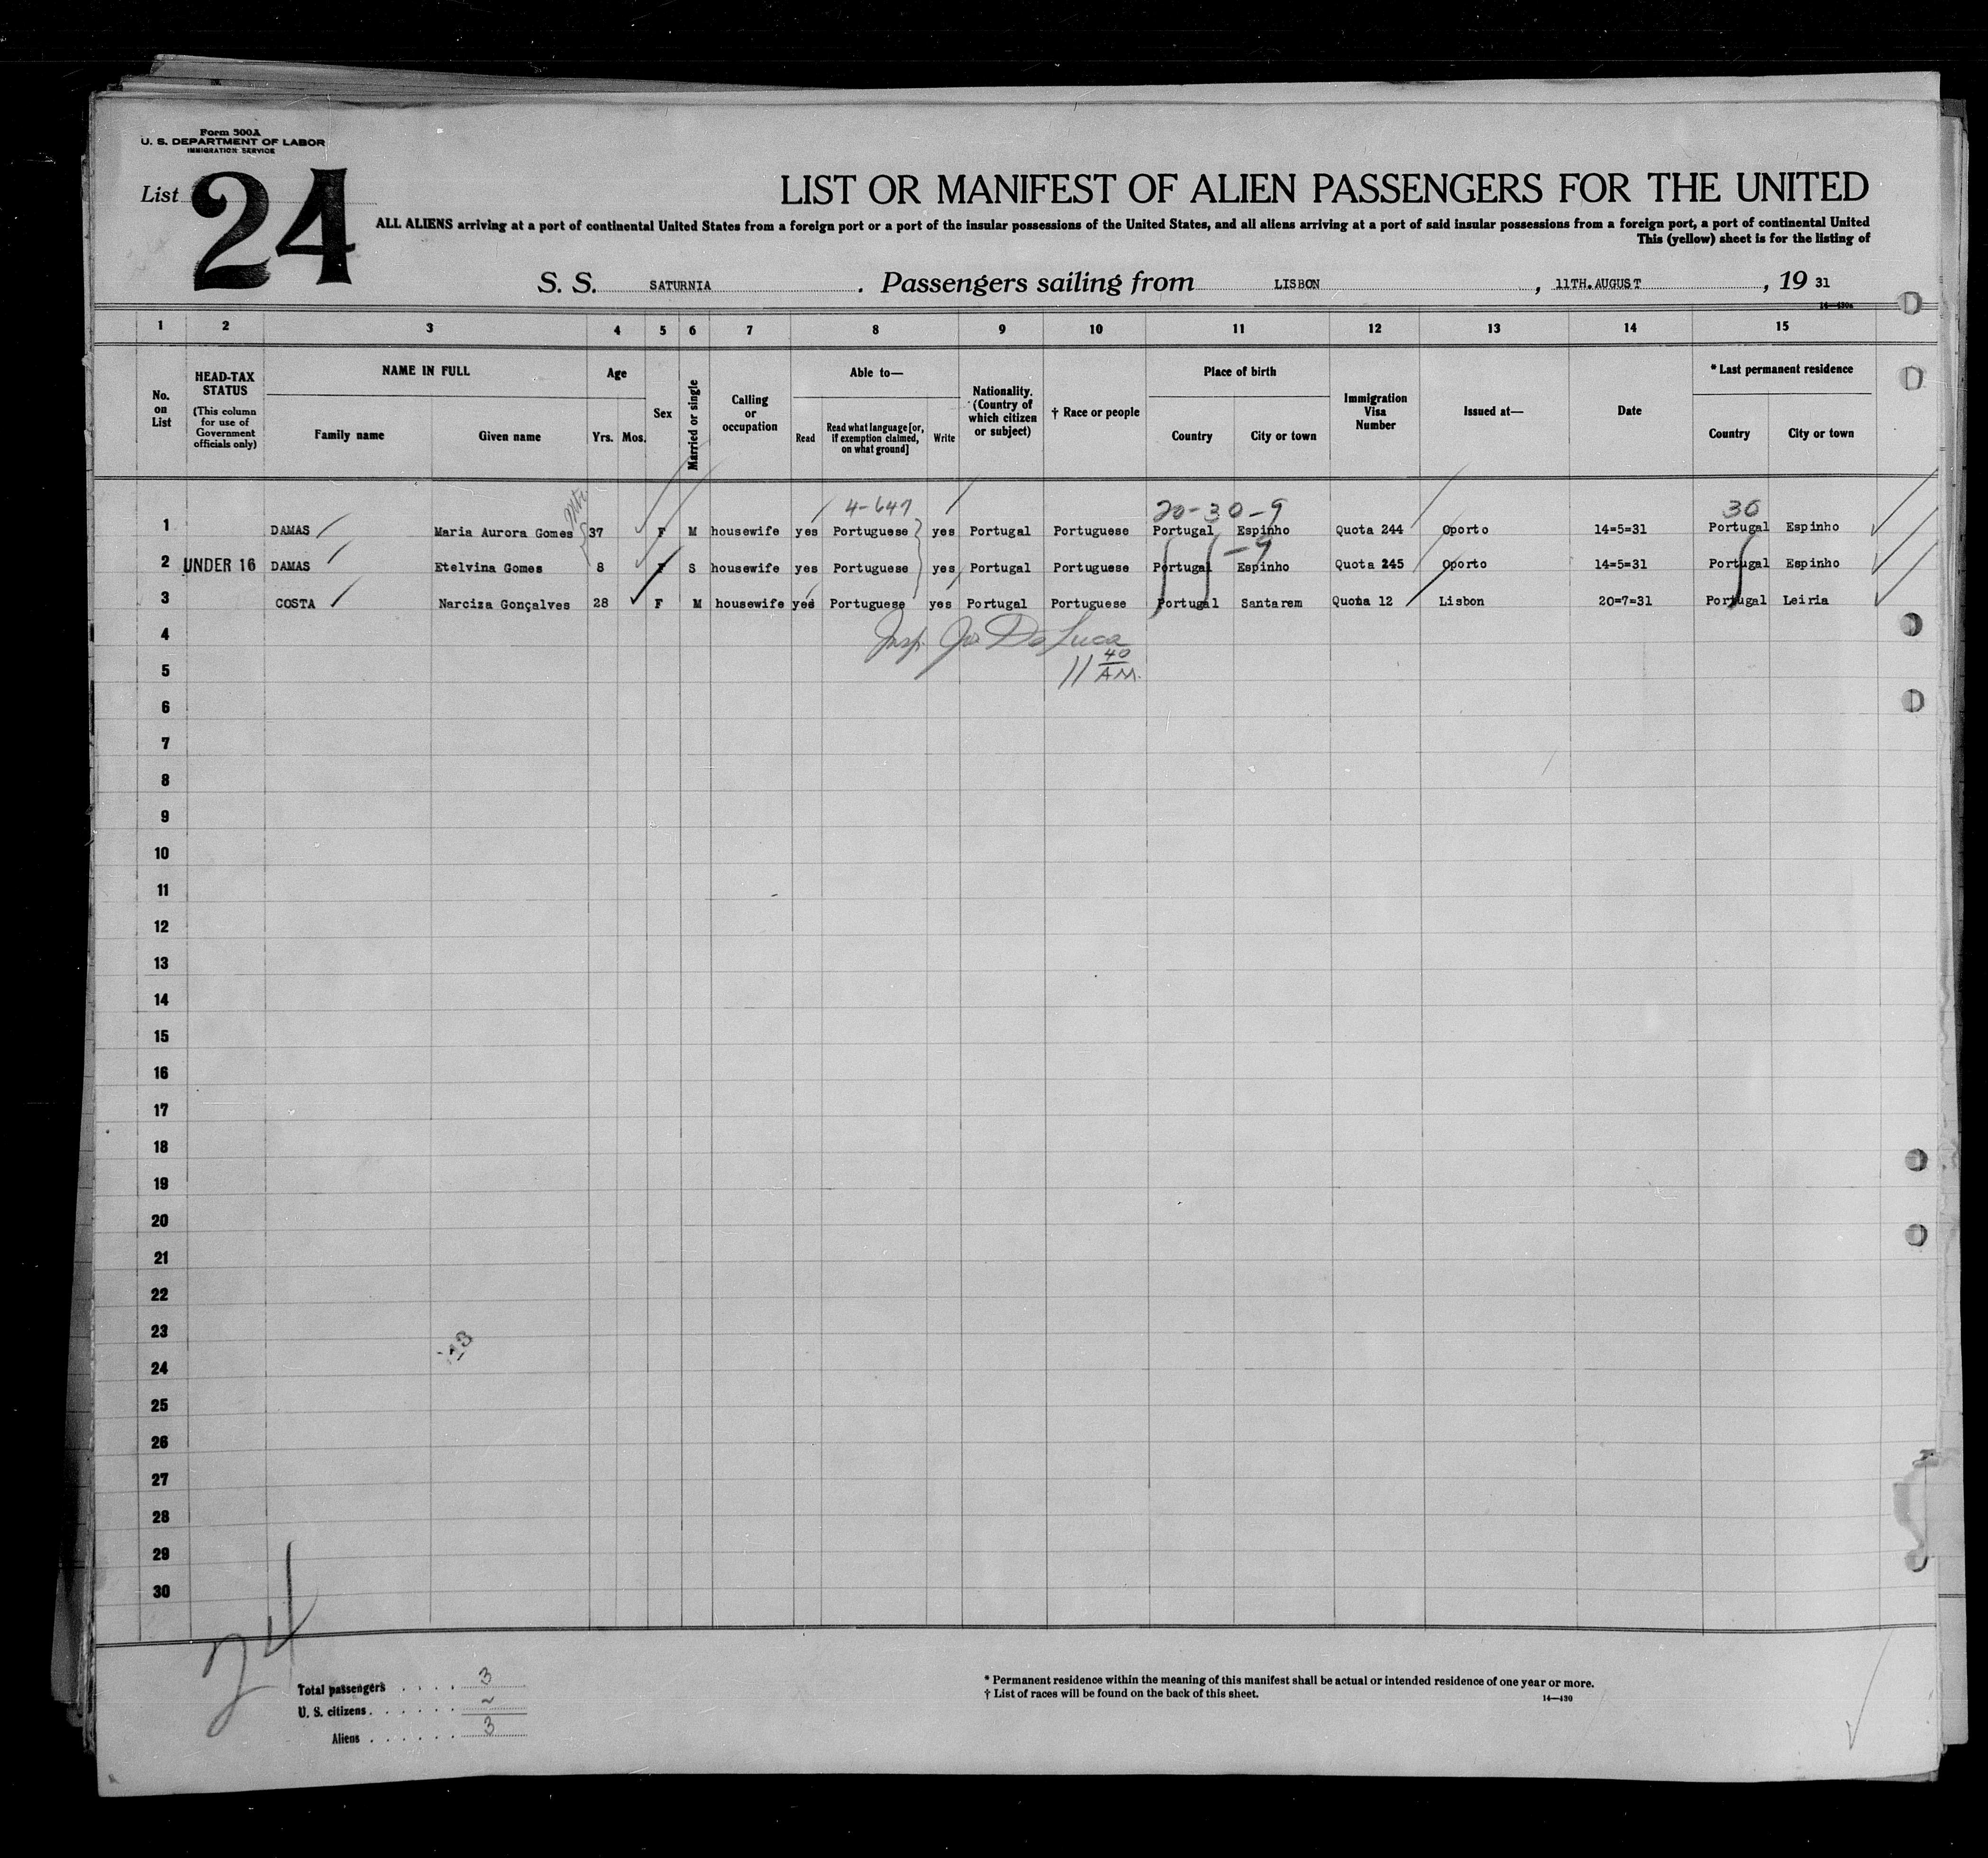 Form 500A
U. S. DEPARTMENT OF LABOR
IMMIGRATION SERVICE
List 24
LIST OR MANIFEST OF ALIEN PASSENGERS FOR THE UNITED
ALL ALIENS arriving at a port of continental United States from a foreign port or a port of the insular possessions of the United States, and all aliens arriving at a port of said insular possessions from a foreign port, a port of continental United
This (yellow) sheet is for the listing of
S. S. SATURNIA . Passengers sailing from LISBON , 11TH.AUGUST , 19 31
14—430a
1 2 3 4 5 6 7 8 9 10 11 12 13 14 15
No. on List
HEAD-TAX STATUS
(This column for use of Government officials only)
NAME IN FULL
Family name
Given name
Age
Yrs. Mos.
Sex
Married or single
Calling or occupation
Able to—
Read
Read what language [or, if exemption claimed, on what ground]
Write
Nationality. (Country of which citizen or subject)
† Race or people
Place of birth
Country
City or town
Immigration Visa Number
Issued at—
Date
* Last permanent residence
Country
City or town
4-647 20-30-9 30
1 DAMAS Maria Aurora Gomes 37 F M housewife yes Portuguese yes Portugal Portuguese Portugal Espinho Quota 244 Oporto 14=5=31 Portugal Espinho
-9
2 UNDER 16 DAMAS Etelvina Gomes 8 F S housewife yes Portuguese yes Portugal Portuguese Portugal Espinho Quota 245 Oporto 14=5=31 Portugal Espinho
3 COSTA Narciza Gonçalves 28 F M housewife yes Portuguese yes Portugal Portuguese Portugal Santarem Quota 12 Lisbon 20=7=31 Portugal Leiria
4
Insp. Jos De Luca
5
11 40 A.M.
6
7
8
9
10
11
12
13
14
15
16
17
18
19
20
21
22
23
24
25
26
27
28
29
30
24
Total passengers . . . . 3
U. S. citizens . . . . . . ~
Aliens . . . . . . 3
* Permanent residence within the meaning of this manifest shall be actual or intended residence of one year or more.
† List of races will be found on the back of this sheet.
14—430